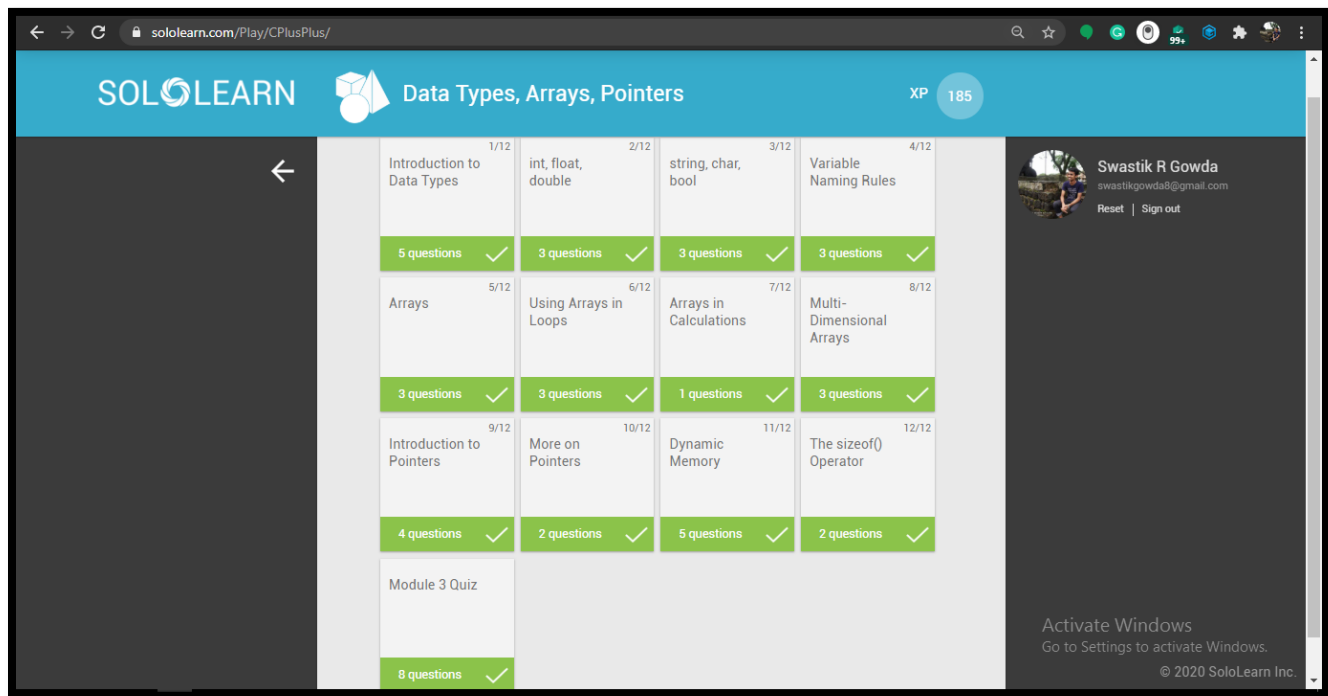 sololearn.com/Play/CPlusPlus/
99+
SOLOLEARN
Data Types, Arrays, Pointers
XP 185
1/12
Introduction to
Data Types
5 questions
2/12
int, float,
double
3 questions
3/12
string, char,
bool
3 questions
4/12
Variable
Naming Rules
3 questions
5/12
Arrays
3 questions
6/12
Using Arrays in
Loops
3 questions
7/12
Arrays in
Calculations
1 questions
8/12
Multi-
Dimensional
Arrays
3 questions
9/12
Introduction to
Pointers
4 questions
10/12
More on
Pointers
2 questions
11/12
Dynamic
Memory
5 questions
12/12
The sizeof()
Operator
2 questions
Module 3 Quiz
8 questions
Swastik R Gowda
swastikgowda8@gmail.com
Reset | Sign out
Activate Windows
Go to Settings to activate Windows.
© 2020 SoloLearn Inc.